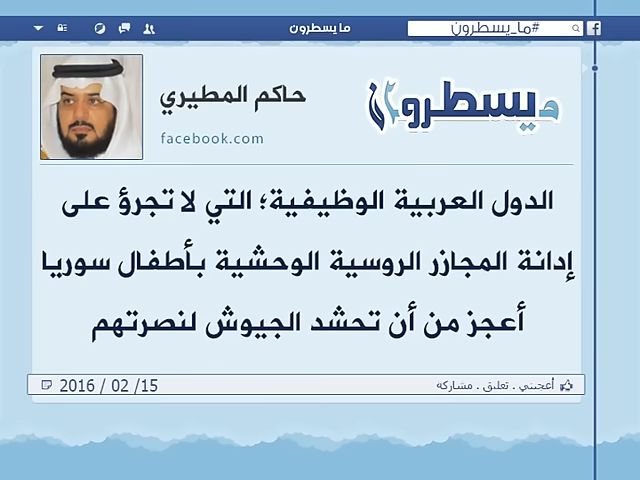 ما يسطرون
#ما_يسطرون
ما يسطرون
حاكم المطيري
facebook.com
الدول العربية الوظيفية؛ التي لا تجرؤ على
إدانة المجازر الروسية الوحشية بأطفال سوريا
أعجز من أن تحشد الجيوش لنصرتهم
أعجبني . تعليق . مشاركه
2016 / 02 /15